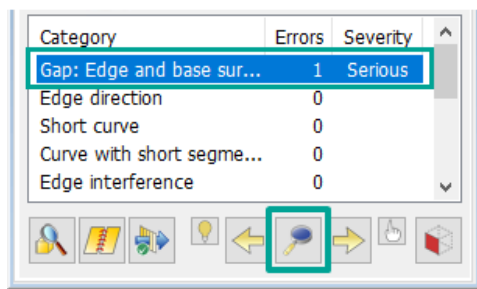 Category Errors Severity
Gap: Edge and base sur... 1 Serious
Edge direction 0
Short curve 0
Curve with short segme... 0
Edge interference 0